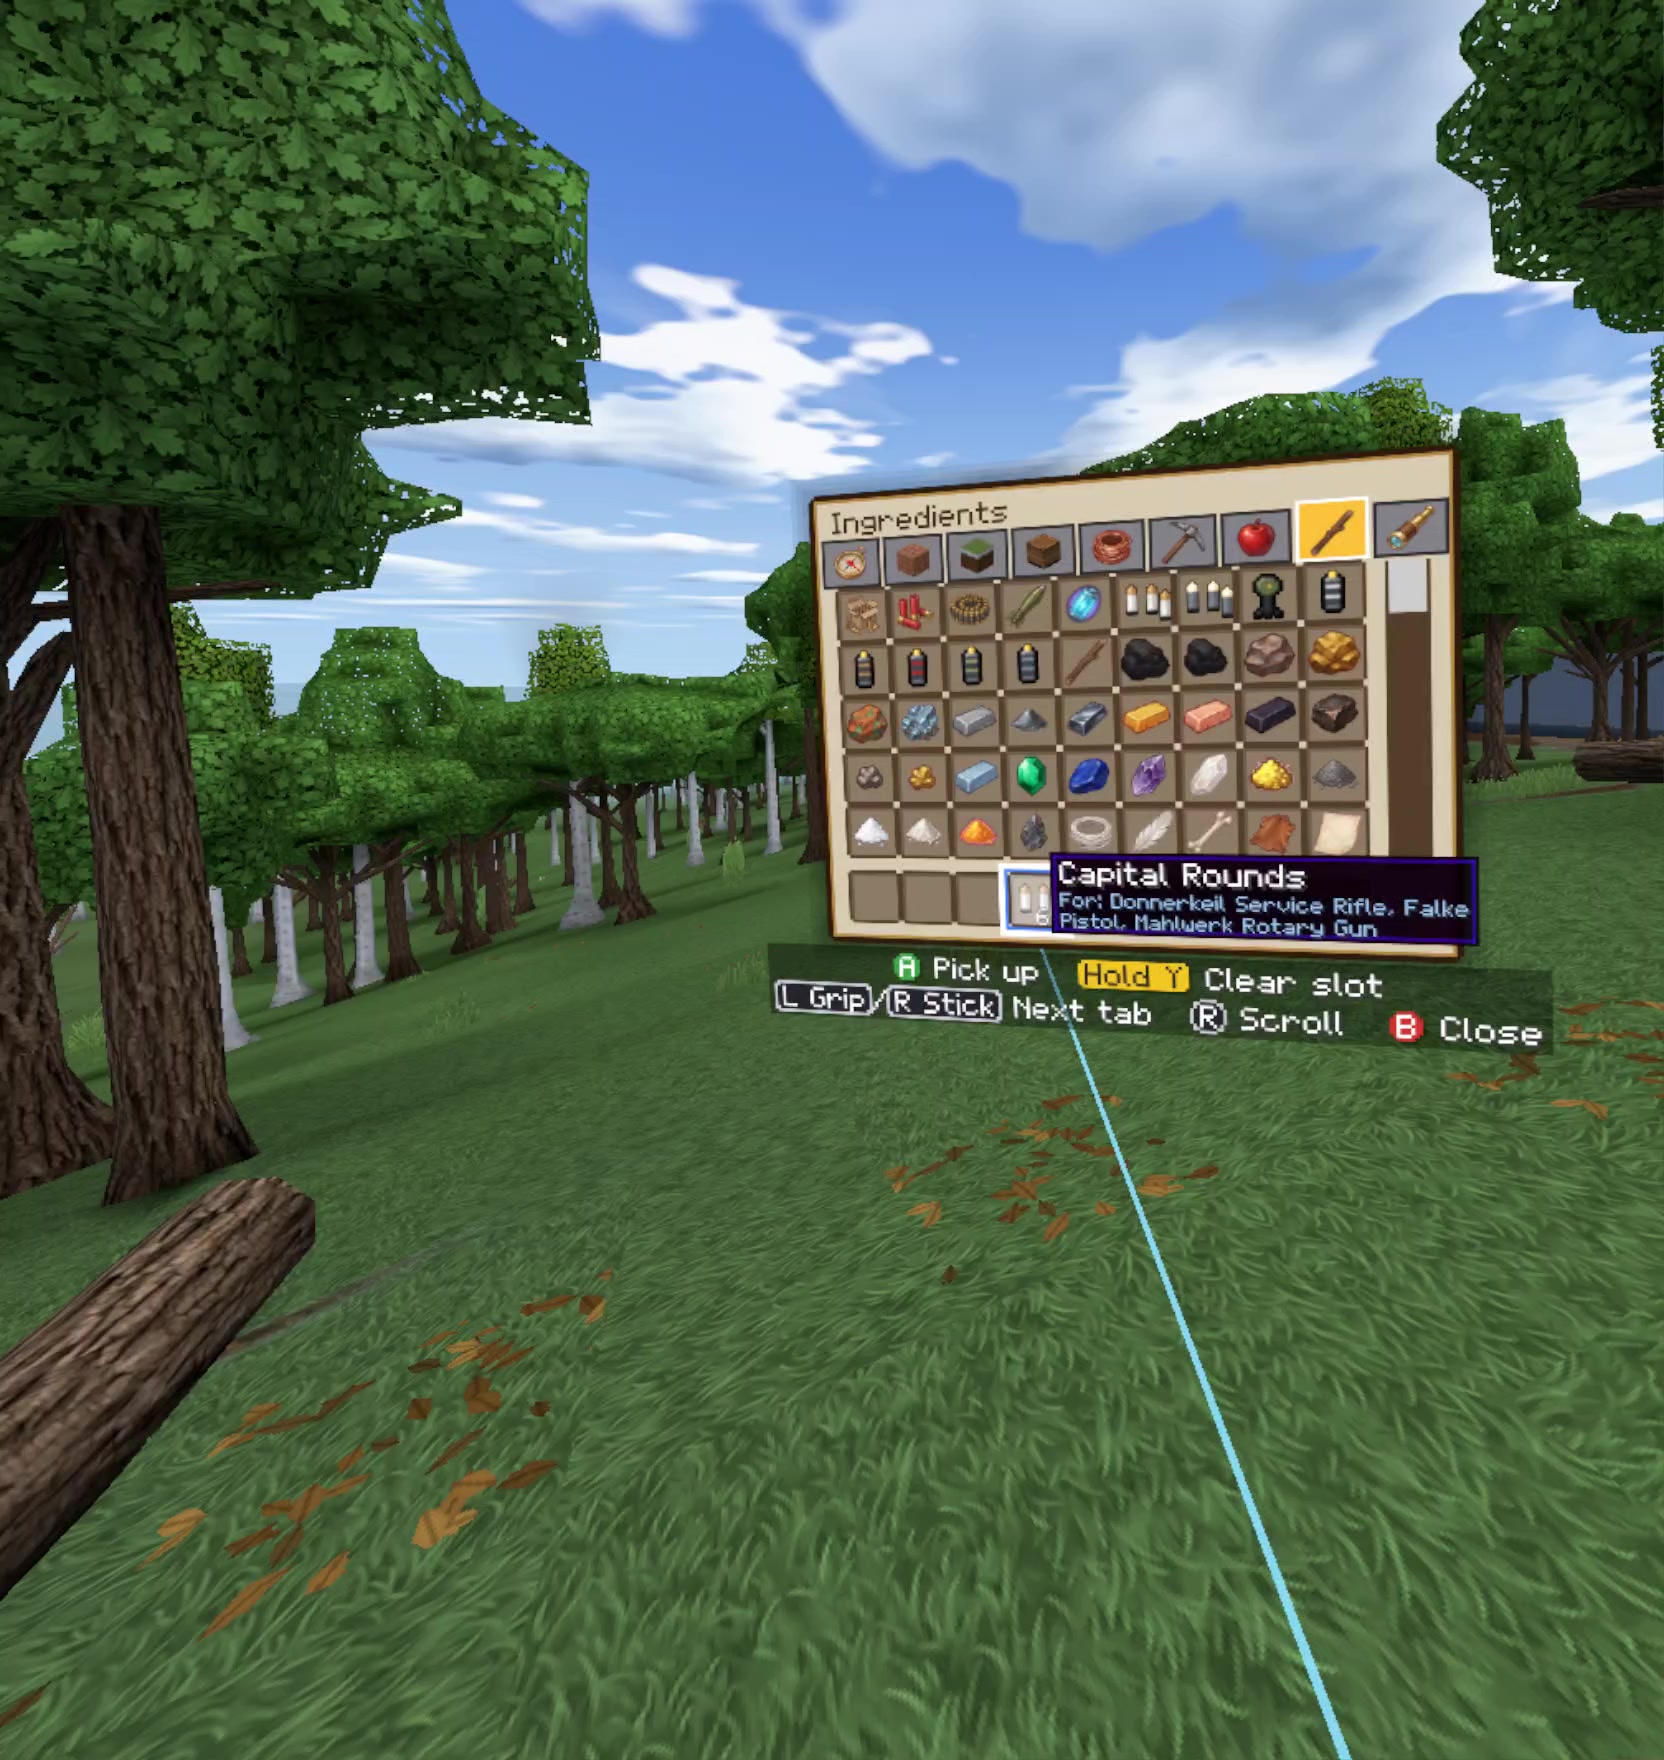 Ingredients
Capital Rounds
For: Donnerkeil Service Rifle, Falke
Pistol, Mahlwerk Rotary Gun
A Pick up Hold Y Clear slot
L Grip/R Stick Next tab R Scroll B Close